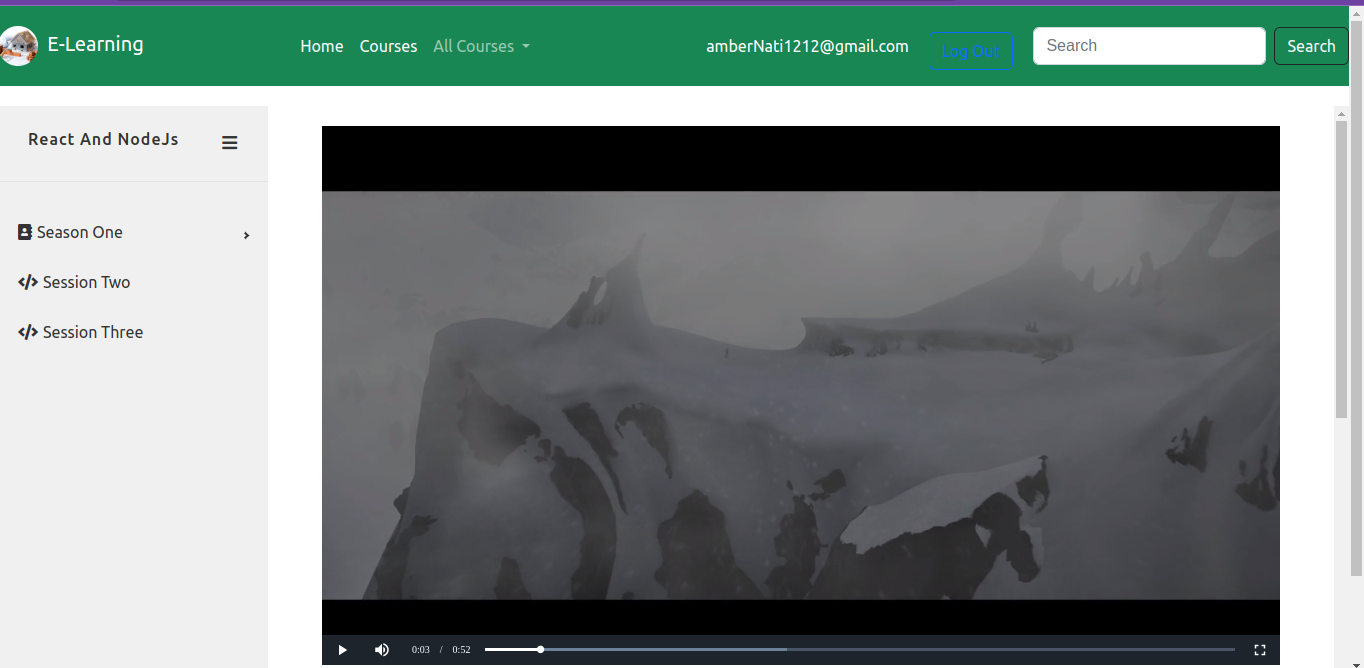 E-Learning
Home Courses All Courses
amberNati1212@gmail.com Log Out Search Search
React And NodeJs
Season One
Session Two
Session Three
0:03 / 0:52